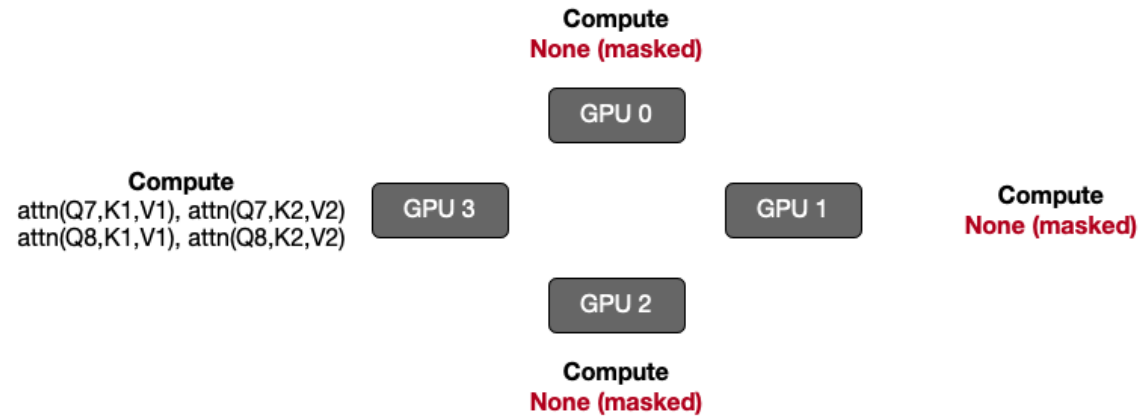 Compute
None (masked)
GPU 0
Compute
attn(Q7,K1,V1), attn(Q7,K2,V2)
attn(Q8,K1,V1), attn(Q8,K2,V2)
GPU 3
GPU 1
Compute
None (masked)
GPU 2
Compute
None (masked)